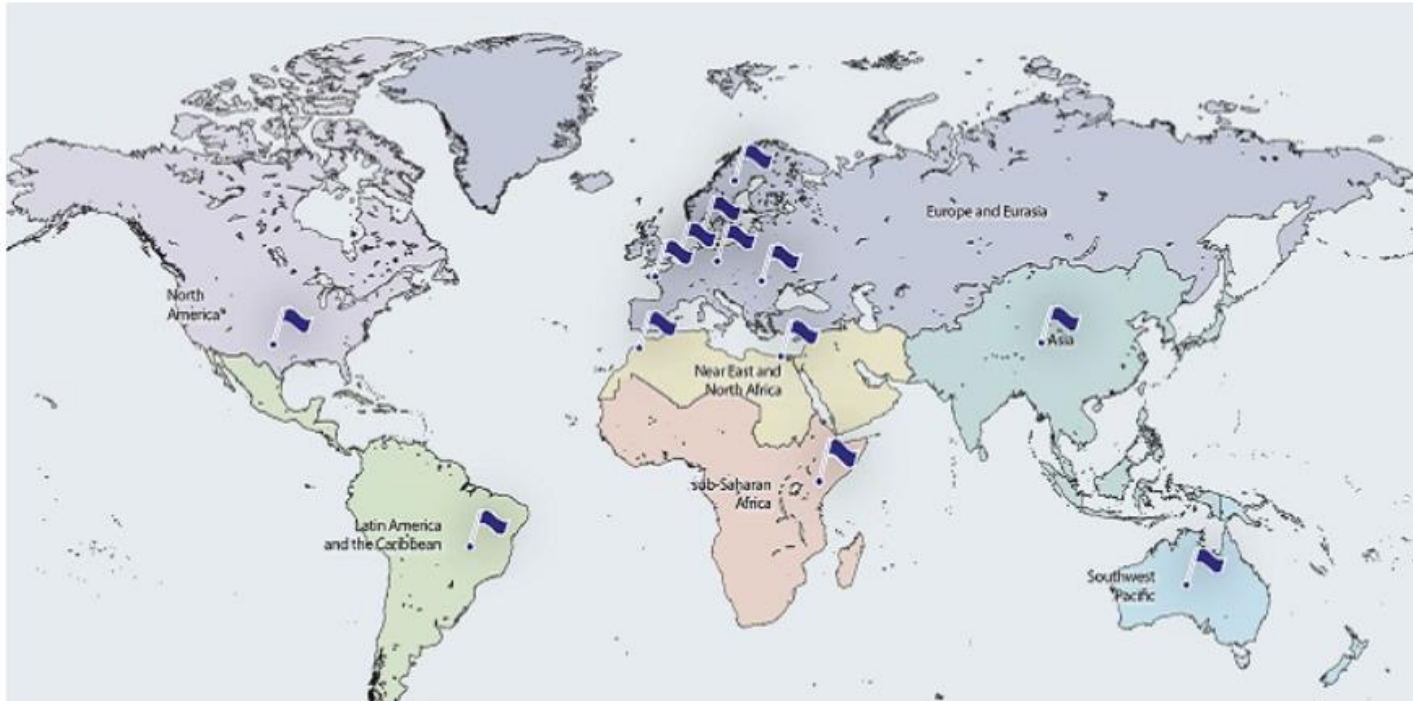 Europe and Eurasia
North
America*
Asia
Near East and
North Africa
sub-Saharan
Africa
Latin America
and the Caribbean
Southwest
Pacific